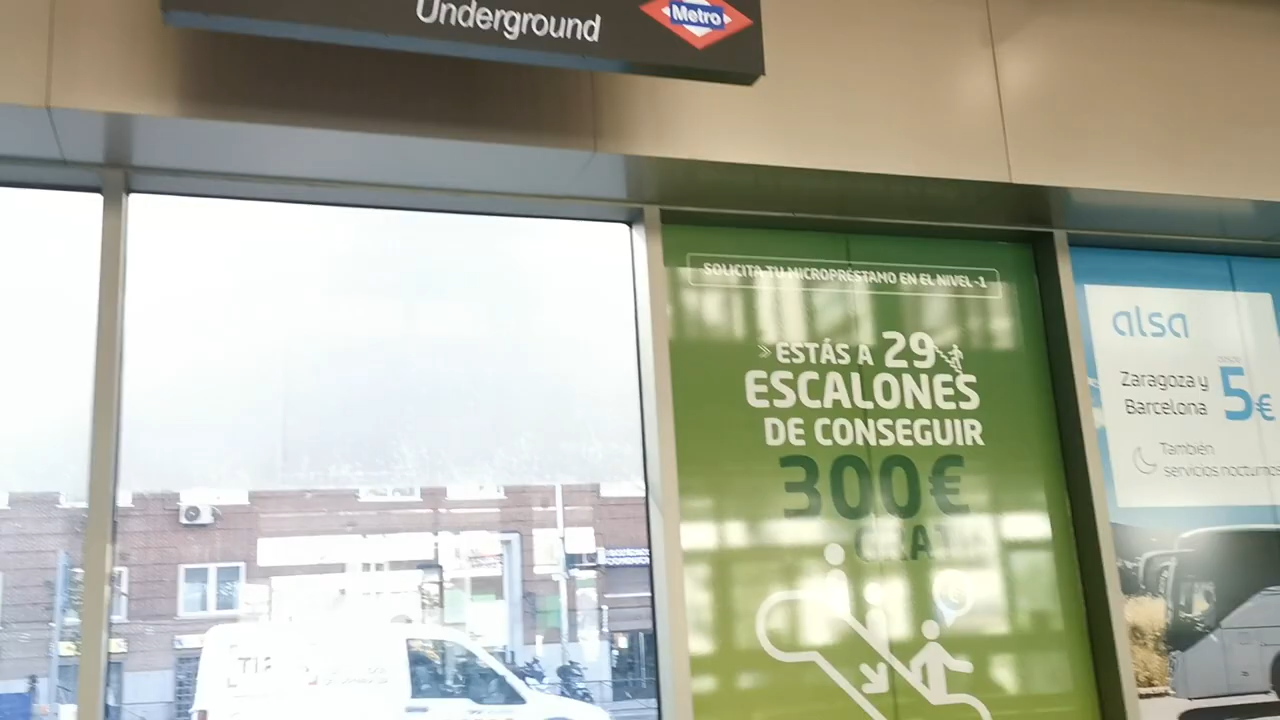 Underground
Metro
SOLICITA TU MICROPRÉSTAMO EN EL NIVEL -1
ESTÁS A 29
ESCALONES
DE CONSEGUIR
300€
alsa
Zaragoza y
Barcelona
DESDE
5€
También
servicios nocturnos